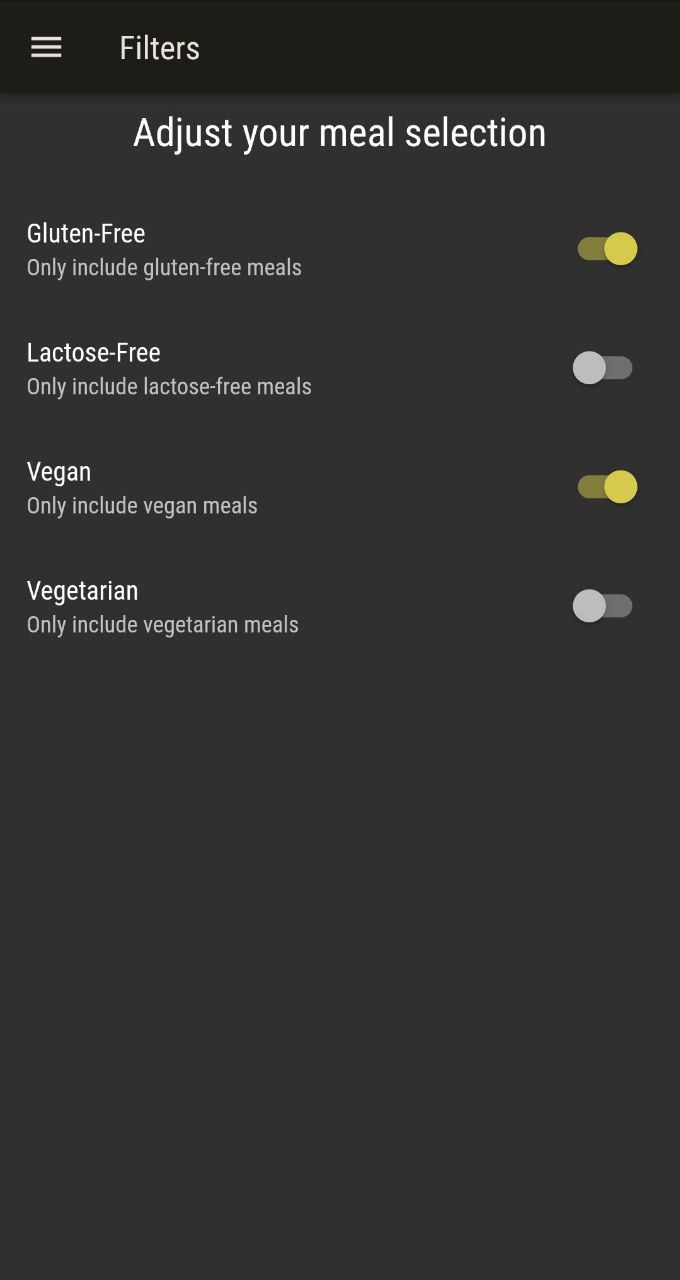 Filters
Adjust your meal selection
Gluten-Free
Only include gluten-free meals
Lactose-Free
Only include lactose-free meals
Vegan
Only include vegan meals
Vegetarian
Only include vegetarian meals